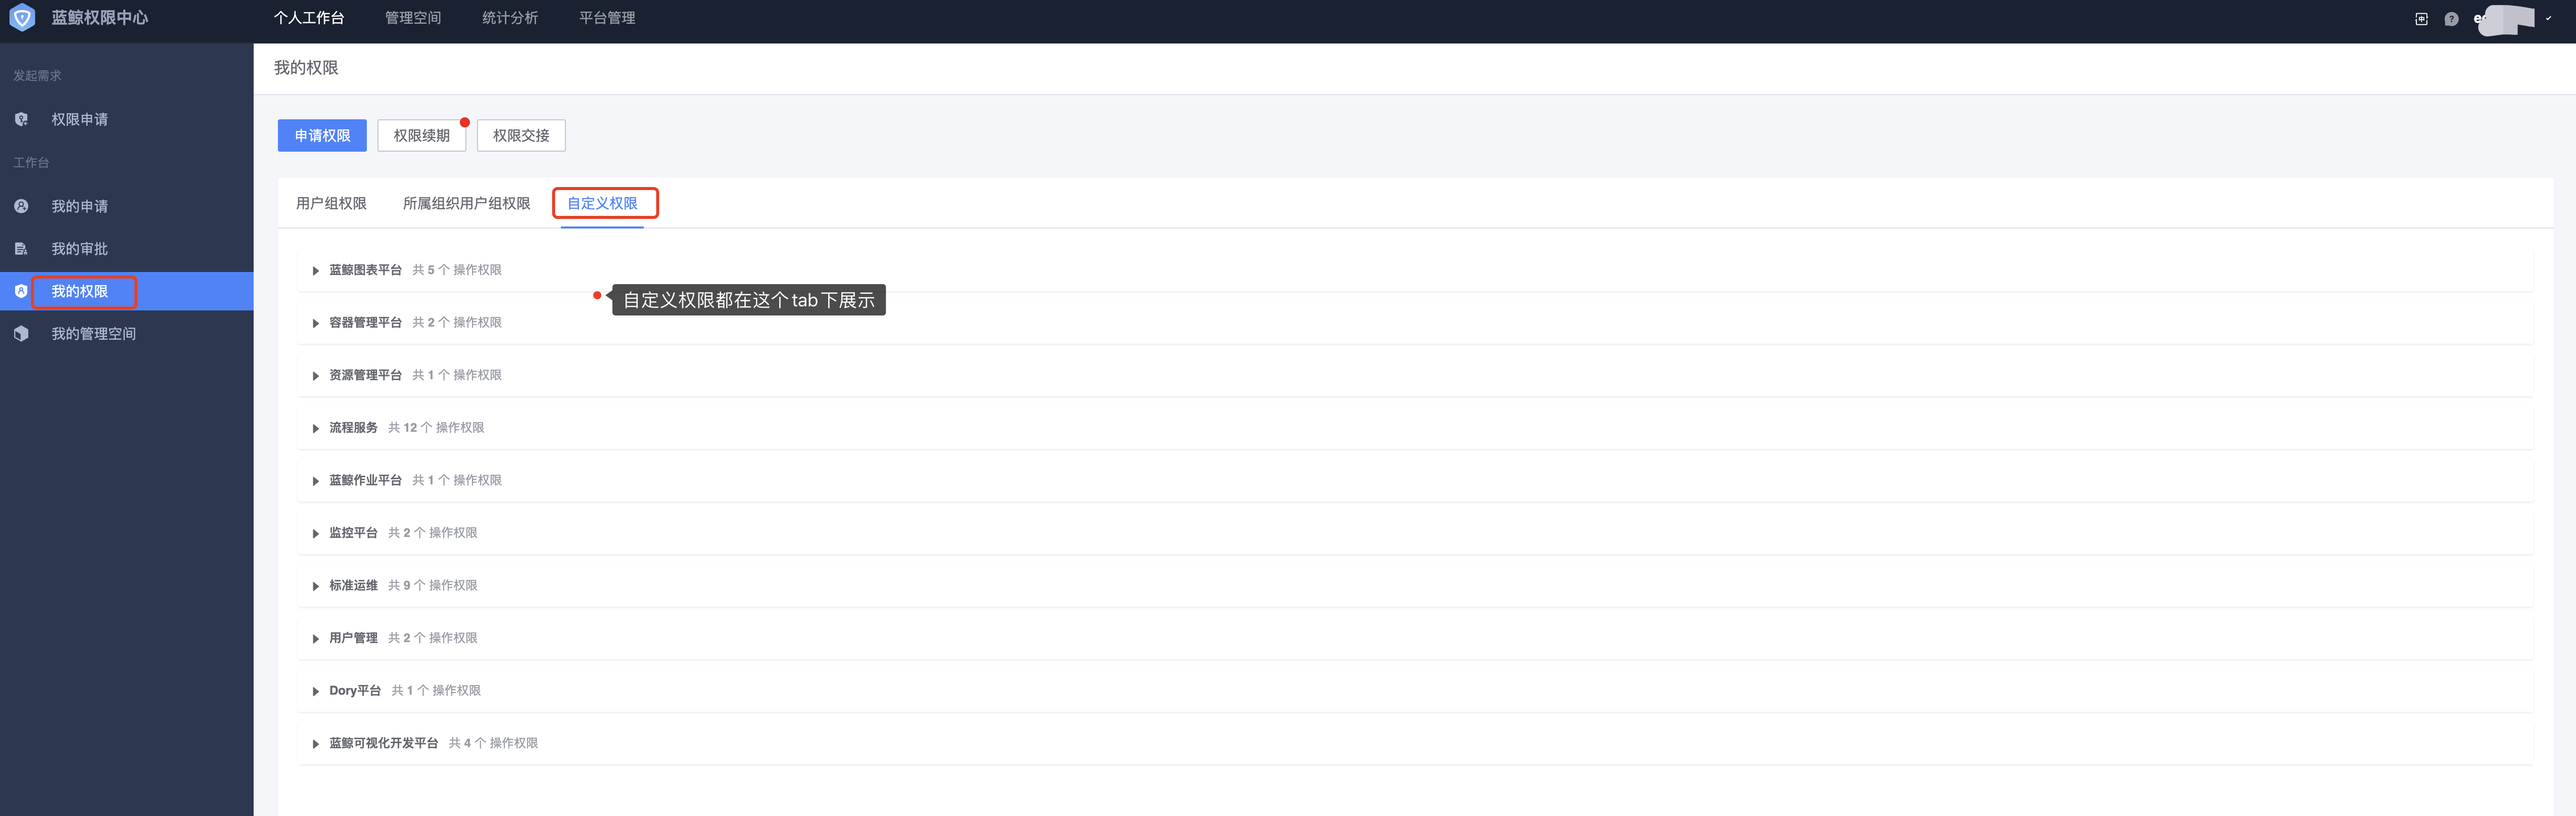 蓝鲸权限中心
个人工作台 管理空间 统计分析 平台管理
发起需求
权限申请
工作台
我的申请
我的审批
我的权限
我的管理空间
我的权限
申请权限 权限续期 权限交接
用户组权限 所属组织用户组权限 自定义权限
蓝鲸图表平台 共 5 个 操作权限
自定义权限都在这个tab下展示
容器管理平台 共 2 个 操作权限
资源管理平台 共 1 个 操作权限
流程服务 共 12 个 操作权限
蓝鲸作业平台 共 1 个 操作权限
监控平台 共 2 个 操作权限
标准运维 共 9 个 操作权限
用户管理 共 2 个 操作权限
Dory平台 共 1 个 操作权限
蓝鲸可视化开发平台 共 4 个 操作权限